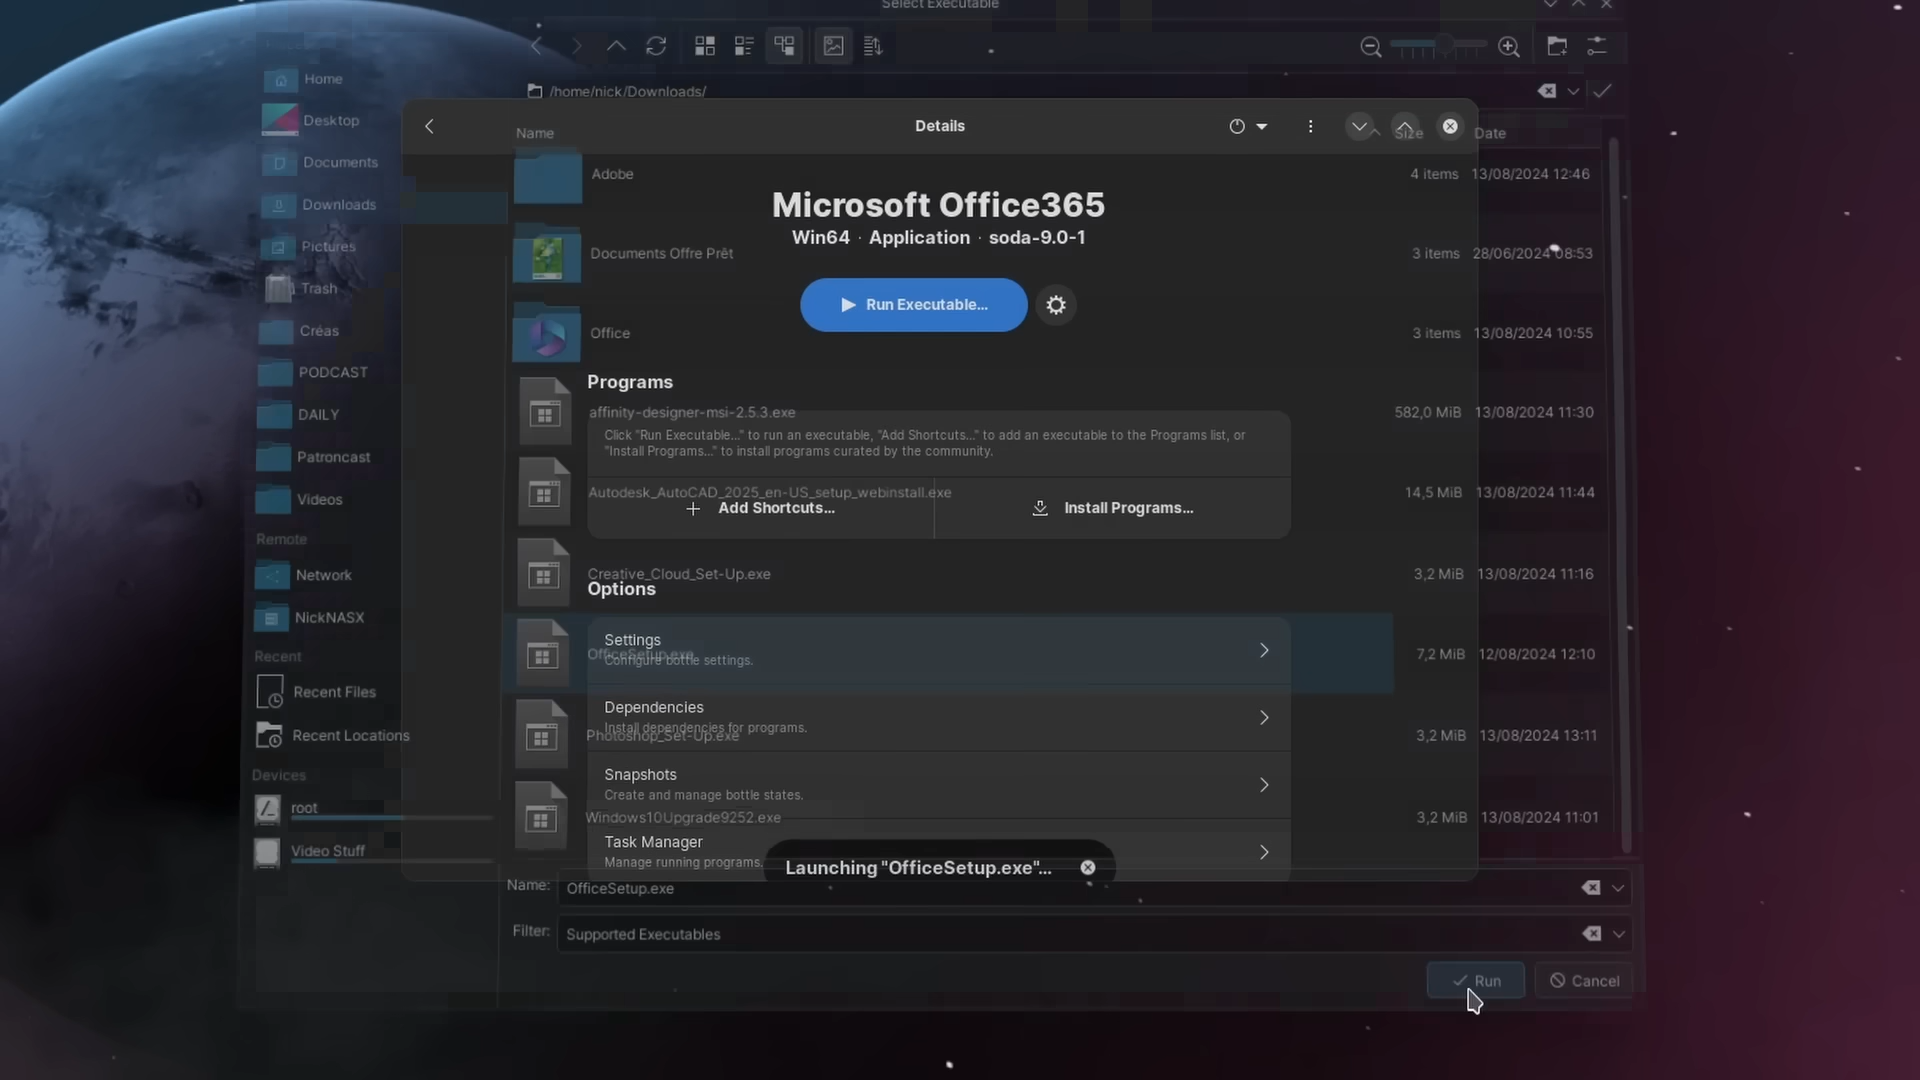 Select Executable
/home/nick/Downloads/
Home
Desktop
Documents
Downloads
Pictures
Trash
Créas
PODCAST
DAILY
Patroncast
Videos
Remote
Network
NickNASX
Recent
Recent Files
Recent Locations
Devices
root
Video Stuff
Details
Name Size Date
Adobe 4 items 13/08/2024 12:46
Microsoft Office365
Win64 · Application · soda-9.0-1
Documents Offre Prêt 3 items 28/06/2024 08:53
Run Executable...
Office 3 items 13/08/2024 10:55
Programs
affinity-designer-msi-2.5.3.exe 582,0 MiB 13/08/2024 11:30
Click "Run Executable..." to run an executable, "Add Shortcuts..." to add an executable to the Programs list, or
"Install Programs..." to install programs curated by the community.
Autodesk_AutoCAD_2025_en-US_setup_webinstall.exe 14,5 MiB 13/08/2024 11:44
Add Shortcuts... Install Programs...
Creative_Cloud_Set-Up.exe 3,2 MiB 13/08/2024 11:16
Options
Settings
OfficeSetup.exe 7,2 MiB 12/08/2024 12:10
Configure bottle settings.
Dependencies
Install dependencies for programs.
Photoshop_Set-Up.exe 3,2 MiB 13/08/2024 13:11
Snapshots
Create and manage bottle states.
Windows10Upgrade9252.exe 3,2 MiB 13/08/2024 11:01
Task Manager
Manage running programs.
Launching "OfficeSetup.exe"...
Name: OfficeSetup.exe
Filter: Supported Executables
Run Cancel